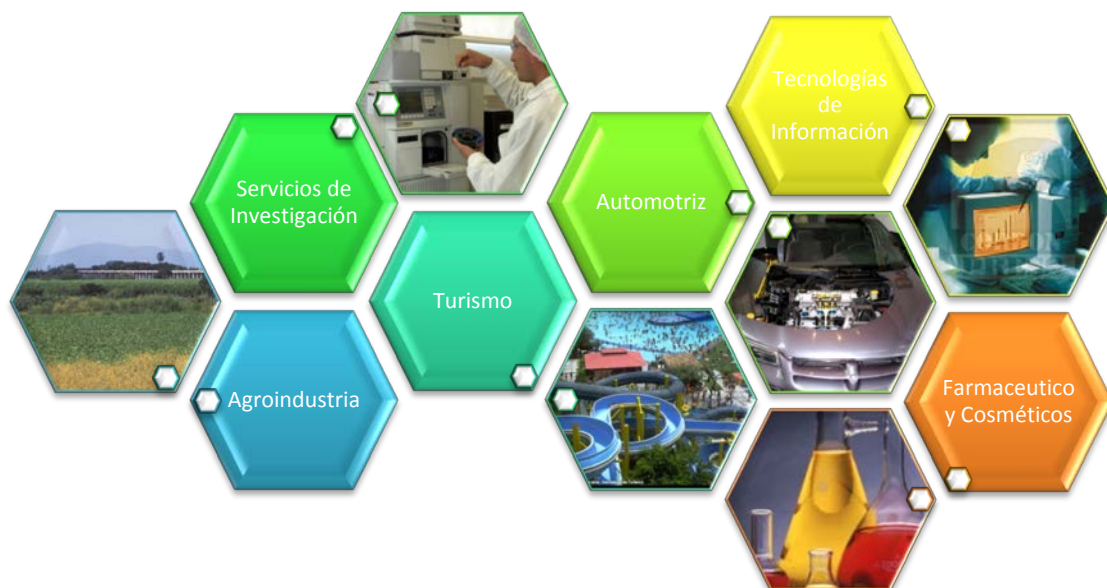 Tecnologías
de
Información
Servicios de
Investigación
Automotriz
Turismo
Agroindustria
Farmaceutico
y Cosméticos